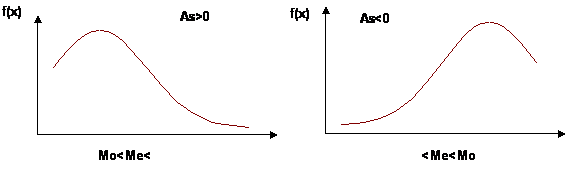 f(x)
As>0
Mo< Me<
f(x)
As<0
< Me< Mo